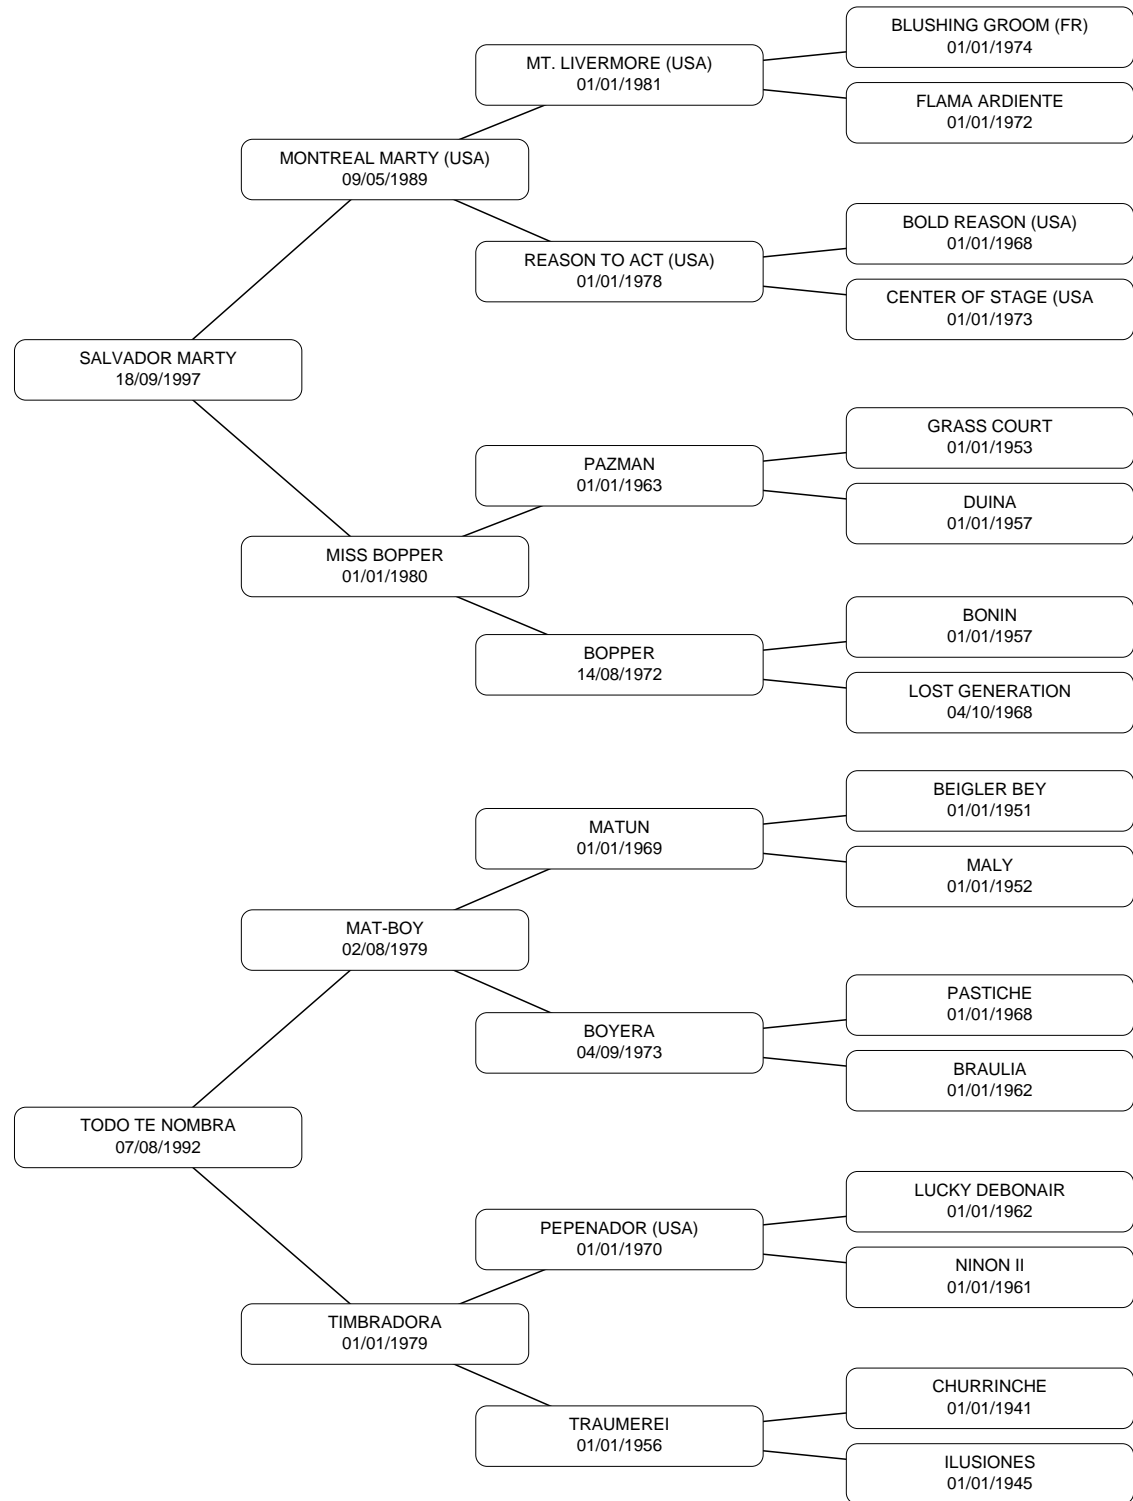 BLUSHING GROOM (FR)
01/01/1974
MT. LIVERMORE (USA)
01/01/1981
FLAMA ARDIENTE
01/01/1972
MONTREAL MARTY (USA)
09/05/1989
BOLD REASON (USA)
01/01/1968
REASON TO ACT (USA)
01/01/1978
CENTER OF STAGE (USA
01/01/1973
SALVADOR MARTY
18/09/1997
GRASS COURT
01/01/1953
PAZMAN
01/01/1963
DUINA
01/01/1957
MISS BOPPER
01/01/1980
BONIN
01/01/1957
BOPPER
14/08/1972
LOST GENERATION
04/10/1968
BEIGLER BEY
01/01/1951
MATUN
01/01/1969
MALY
01/01/1952
MAT-BOY
02/08/1979
PASTICHE
01/01/1968
BOYERA
04/09/1973
BRAULIA
01/01/1962
TODO TE NOMBRA
07/08/1992
LUCKY DEBONAIR
01/01/1962
PEPENADOR (USA)
01/01/1970
NINON II
01/01/1961
TIMBRADORA
01/01/1979
CHURRINCHE
01/01/1941
TRAUMEREI
01/01/1956
ILUSIONES
01/01/1945